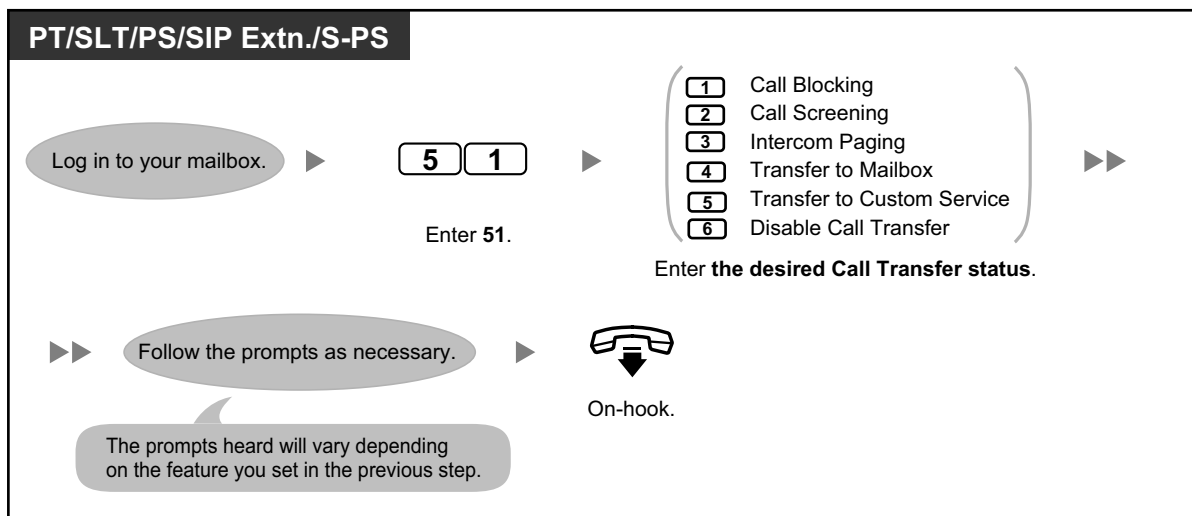 PT/SLT/PS/SIP Extn./S-PS
Log in to your mailbox.
5 1
Enter 51.
1 Call Blocking
2 Call Screening
3 Intercom Paging
4 Transfer to Mailbox
5 Transfer to Custom Service
6 Disable Call Transfer
Enter the desired Call Transfer status.
Follow the prompts as necessary.
On-hook.
The prompts heard will vary depending
on the feature you set in the previous step.